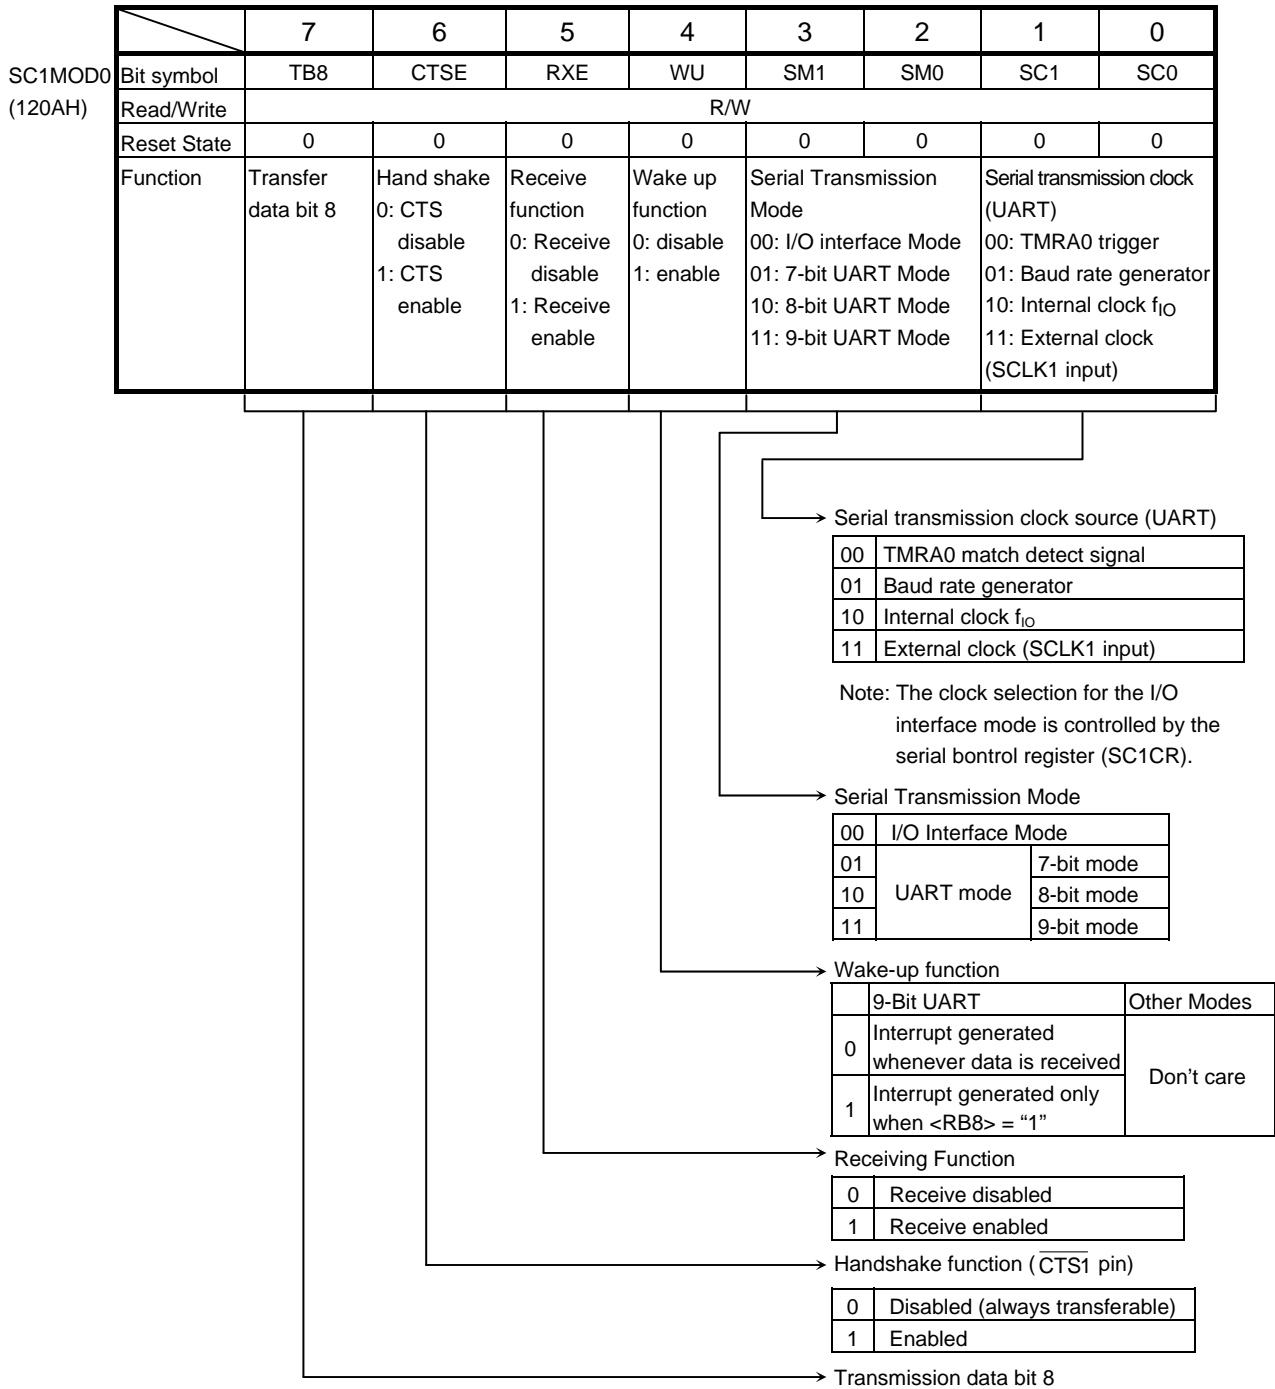 7 6 5 4 3 2 1 0
SC1MOD0 Bit symbol TB8 CTSE RXE WU SM1 SM0 SC1 SC0
(120AH) Read/Write R/W
Reset State 0 0 0 0 0 0 0 0
Function Transfer Hand shake Receive Wake up Serial Transmission Serial transmission clock
data bit 8 0: CTS function function Mode (UART)
disable 0: Receive 0: disable 00: I/O interface Mode 00: TMRA0 trigger
1: CTS disable 1: enable 01: 7-bit UART Mode 01: Baud rate generator
enable 1: Receive 10: 8-bit UART Mode 10: Internal clock fIO
enable 11: 9-bit UART Mode 11: External clock
(SCLK1 input)
Serial transmission clock source (UART)
00 TMRA0 match detect signal
01 Baud rate generator
10 Internal clock fIO
11 External clock (SCLK1 input)
Note: The clock selection for the I/O
interface mode is controlled by the
serial bontrol register (SC1CR).
Serial Transmission Mode
00 I/O Interface Mode
01 7-bit mode
10 UART mode 8-bit mode
11 9-bit mode
Wake-up function
9-Bit UART Other Modes
0 Interrupt generated
whenever data is received
Don't care
1 Interrupt generated only
when <RB8> = “1”
Receiving Function
0 Receive disabled
1 Receive enabled
Handshake function ( CTS1 pin)
0 Disabled (always transferable)
1 Enabled
Transmission data bit 8